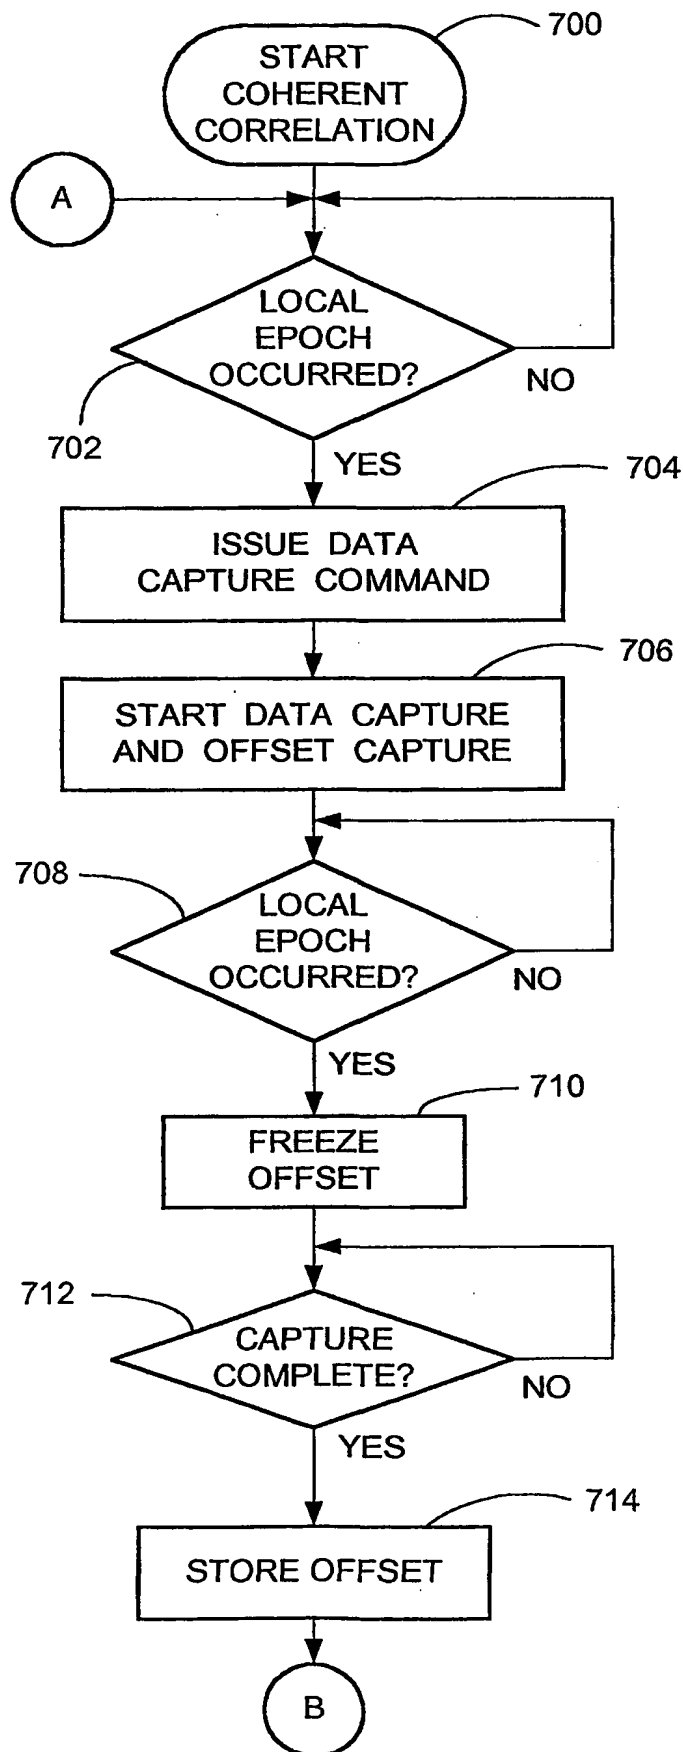 700
START
COHERENT
CORRELATION
A
LOCAL
EPOCH
OCCURRED?
NO
702
YES
704
ISSUE DATA
CAPTURE COMMAND
706
START DATA CAPTURE
AND OFFSET CAPTURE
708
LOCAL
EPOCH
OCCURRED?
NO
YES
710
FREEZE
OFFSET
712
CAPTURE
COMPLETE?
NO
YES
714
STORE OFFSET
B